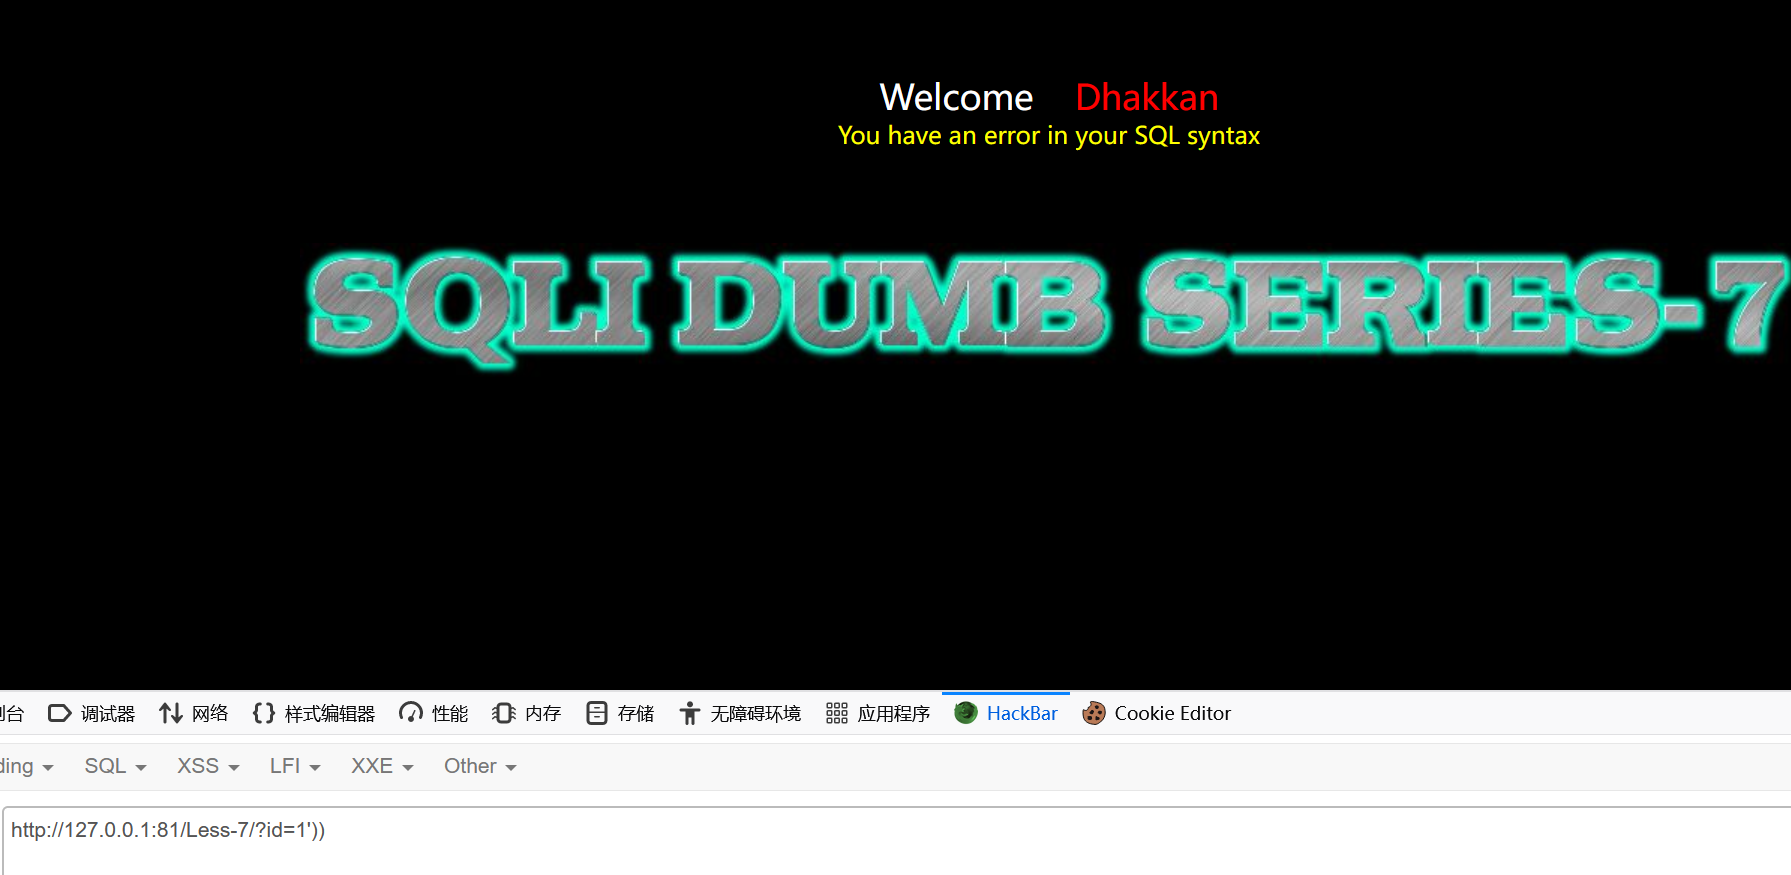 Welcome Dhakkan
You have an error in your SQL syntax
SQLI DUMB SERIES-7
台 调试器 网络 {} 样式编辑器 性能 内存 存储 无障碍环境 应用程序 HackBar Cookie Editor
ding SQL XSS LFI XXE Other
http://127.0.0.1:81/Less-7/?id=1'))